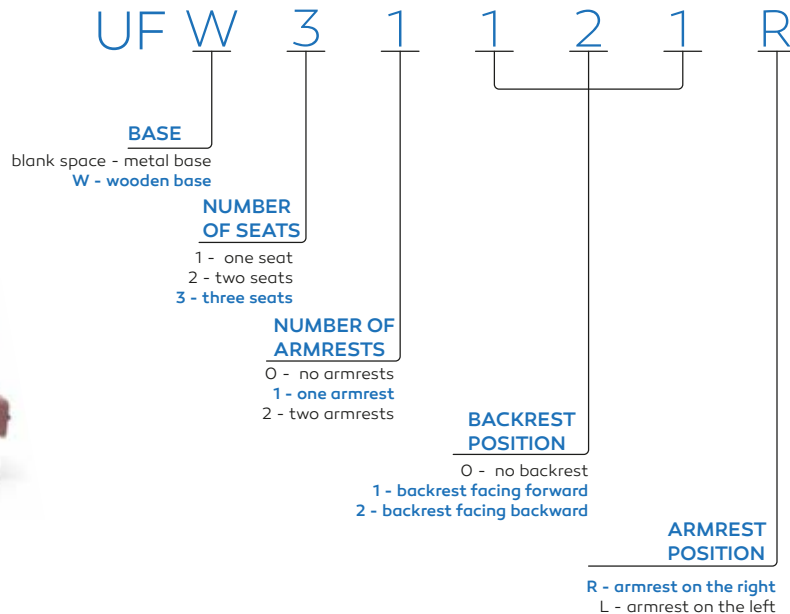 UF W 3 1 1 2 1 R
BASE
blank space - metal base
W - wooden base
NUMBER
OF SEATS
1 - one seat
2 - two seats
3 - three seats
NUMBER OF
ARMRESTS
0 - no armrests
1 - one armrest
2 - two armrests
BACKREST
POSITION
0 - no backrest
1 - backrest facing forward
2 - backrest facing backward
ARMREST
POSITION
R - armrest on the right
L - armrest on the left